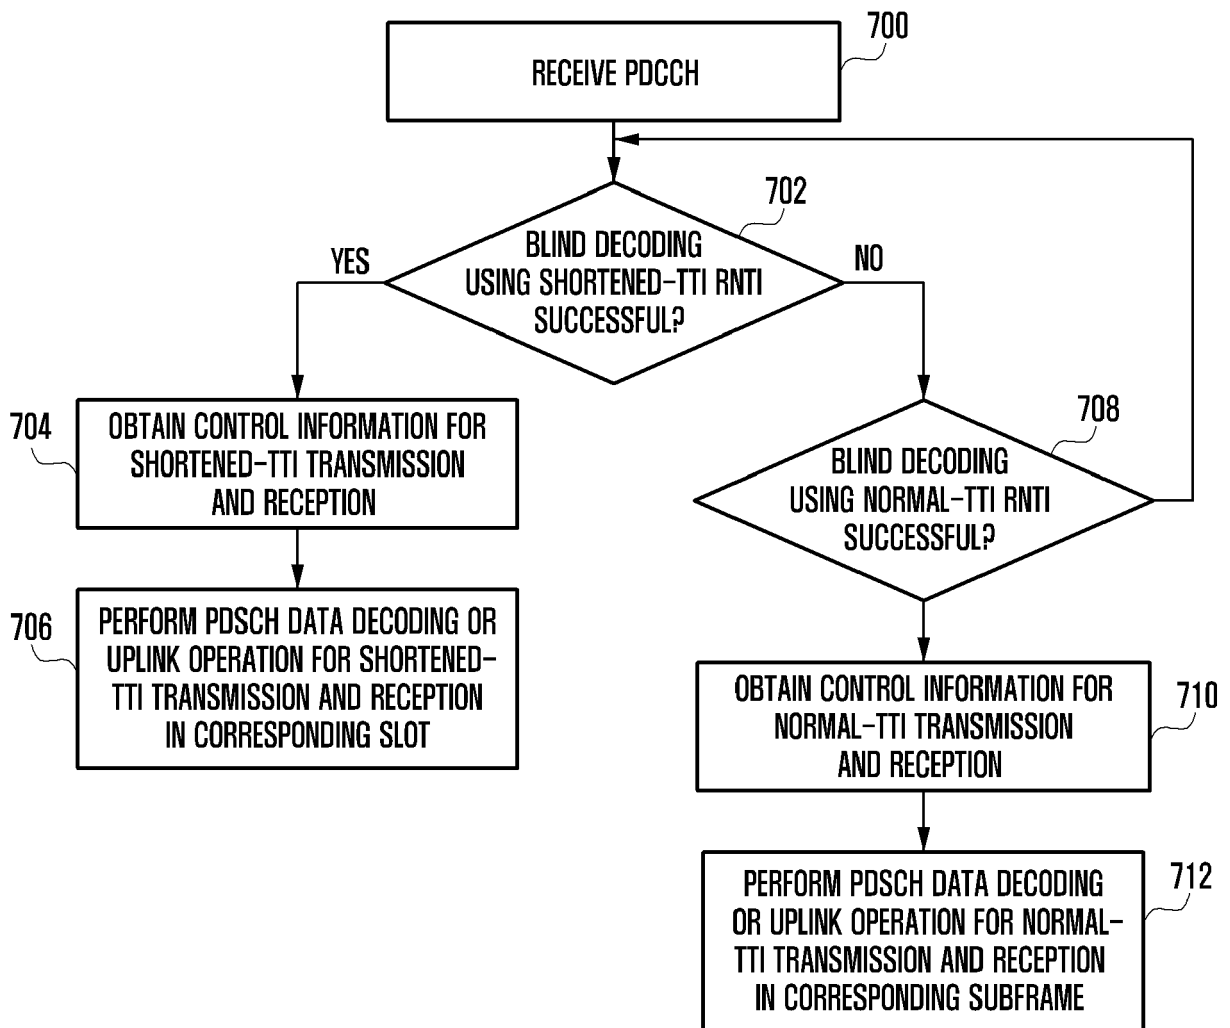 700
RECEIVE PDCCH
702
BLIND DECODING
USING SHORTENED-TTI RNTI
SUCCESSFUL?
YES
NO
704
OBTAIN CONTROL INFORMATION FOR
SHORTENED-TTI TRANSMISSION
AND RECEPTION
708
BLIND DECODING
USING NORMAL-TTI RNTI
SUCCESSFUL?
706
PERFORM PDSCH DATA DECODING OR
UPLINK OPERATION FOR SHORTENED-
TTI TRANSMISSION AND RECEPTION
IN CORRESPONDING SLOT
710
OBTAIN CONTROL INFORMATION FOR
NORMAL-TTI TRANSMISSION
AND RECEPTION
712
PERFORM PDSCH DATA DECODING
OR UPLINK OPERATION FOR NORMAL-
TTI TRANSMISSION AND RECEPTION
IN CORRESPONDING SUBFRAME